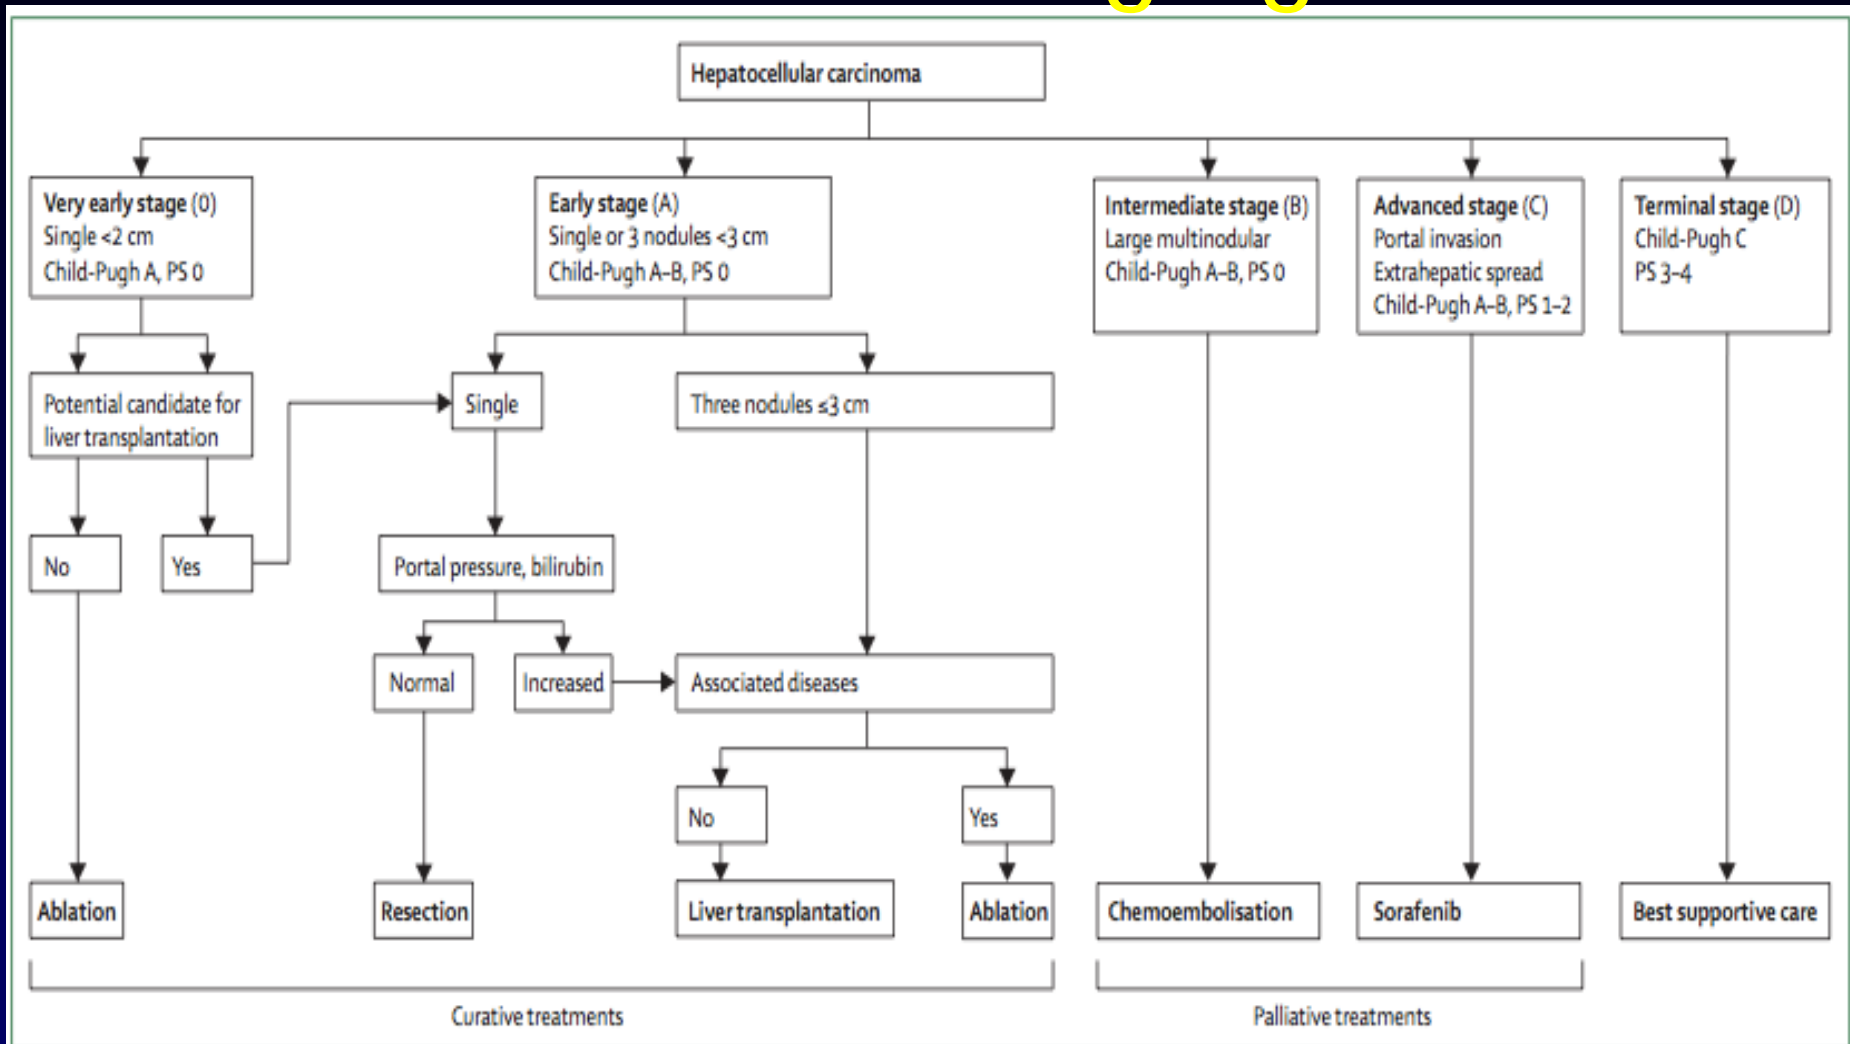 Hepatocellular carcinoma
Very early stage (0)
Single <2 cm
Child-Pugh A, PS 0
Early stage (A)
Single or 3 nodules <3 cm
Child-Pugh A–B, PS 0
Intermediate stage (B)
Large multinodular
Child-Pugh A–B, PS 0
Advanced stage (C)
Portal invasion
Extrahepatic spread
Child-Pugh A–B, PS 1–2
Terminal stage (D)
Child-Pugh C
PS 3–4
Potential candidate for
liver transplantation
Single
Three nodules ≤3 cm
No
Yes
Portal pressure, bilirubin
Normal
Increased
Associated diseases
No
Yes
Ablation
Resection
Liver transplantation
Ablation
Chemoembolisation
Sorafenib
Best supportive care
Curative treatments
Palliative treatments